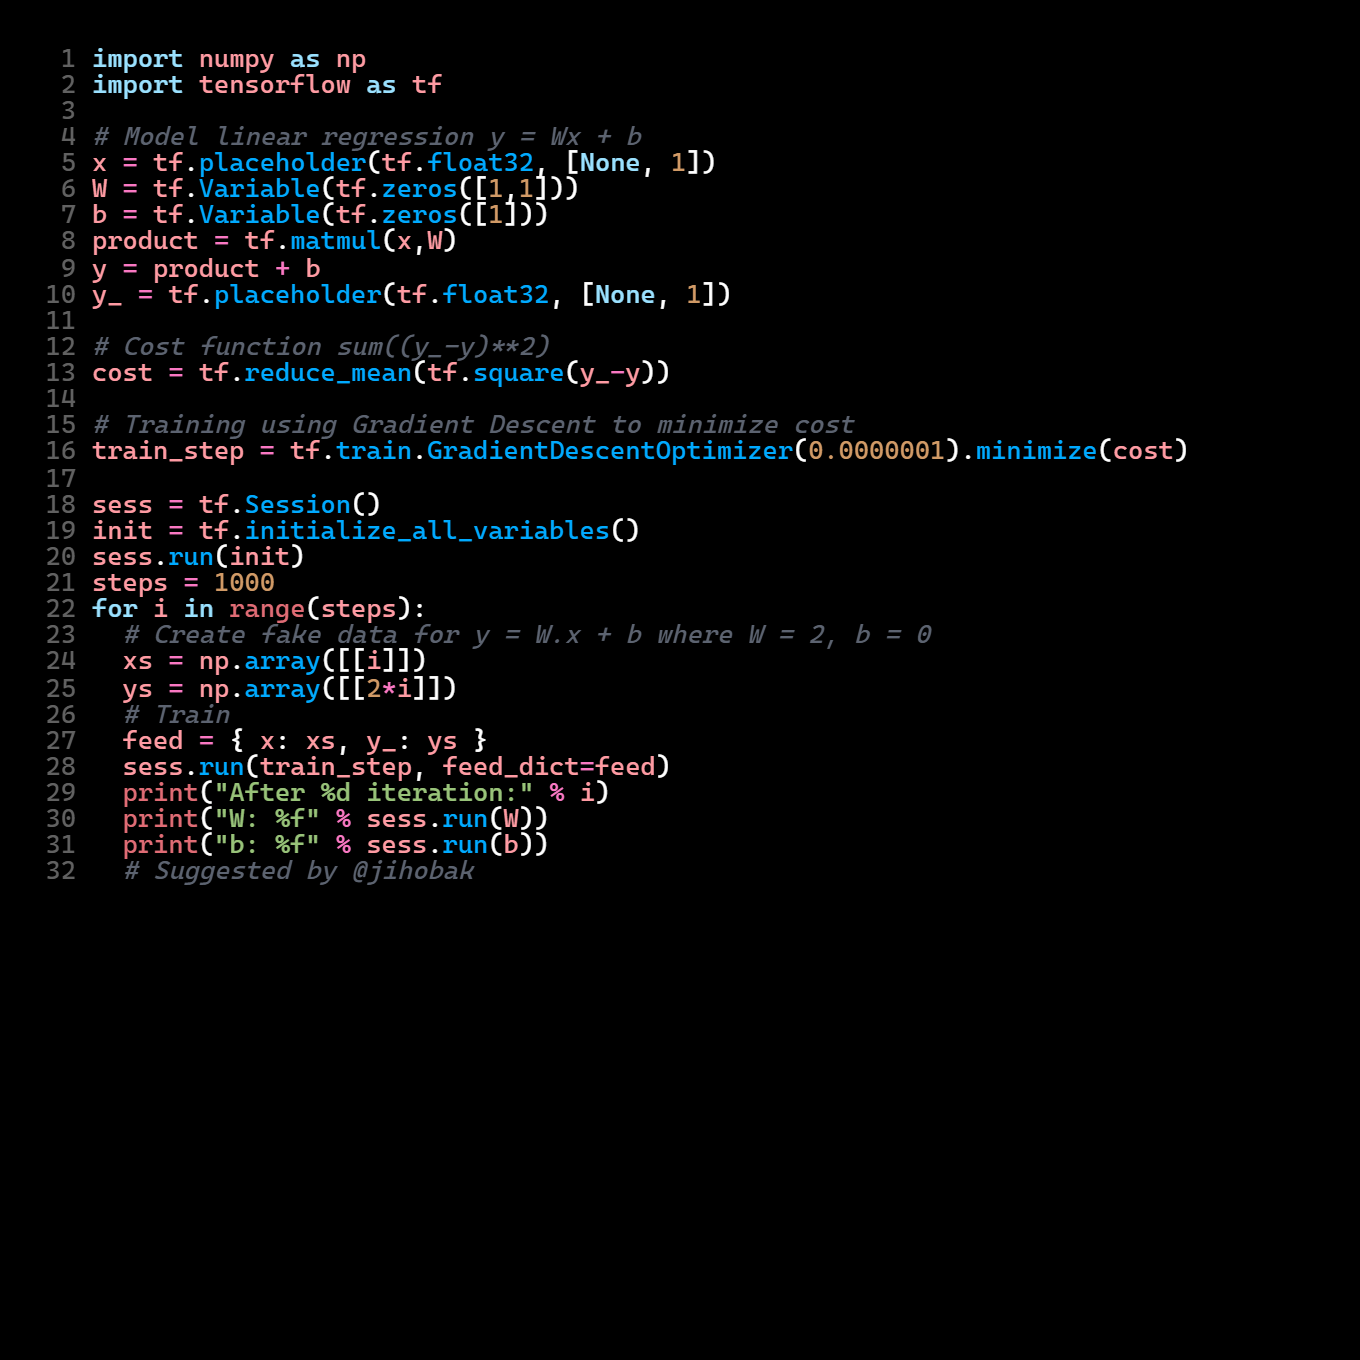 1 import numpy as np
2 import tensorflow as tf
3
4 # Model linear regression y = Wx + b
5 x = tf.placeholder(tf.float32, [None, 1])
6 W = tf.Variable(tf.zeros([1,1]))
7 b = tf.Variable(tf.zeros([1]))
8 product = tf.matmul(x,W)
9 y = product + b
10 y_ = tf.placeholder(tf.float32, [None, 1])
11
12 # Cost function sum((y_-y)**2)
13 cost = tf.reduce_mean(tf.square(y_-y))
14
15 # Training using Gradient Descent to minimize cost
16 train_step = tf.train.GradientDescentOptimizer(0.0000001).minimize(cost)
17
18 sess = tf.Session()
19 init = tf.initialize_all_variables()
20 sess.run(init)
21 steps = 1000
22 for i in range(steps):
23   # Create fake data for y = W.x + b where W = 2, b = 0
24   xs = np.array([[i]])
25   ys = np.array([[2*i]])
26   # Train
27   feed = { x: xs, y_: ys }
28   sess.run(train_step, feed_dict=feed)
29   print("After %d iteration:" % i)
30   print("W: %f" % sess.run(W))
31   print("b: %f" % sess.run(b))
32   # Suggested by @jihobak